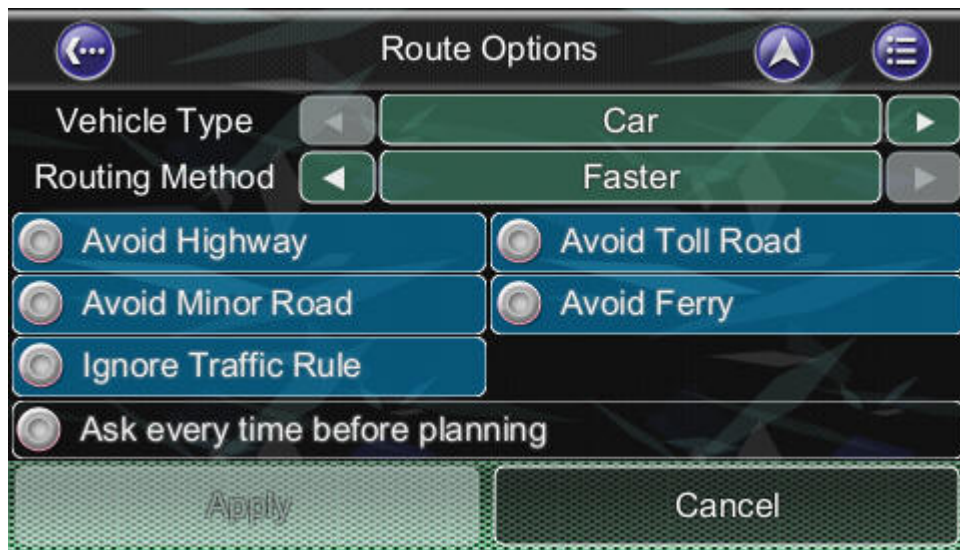 Route Options
Vehicle Type Car
Routing Method Faster
Avoid Highway Avoid Toll Road
Avoid Minor Road Avoid Ferry
Ignore Traffic Rule
Ask every time before planning
Apply Cancel